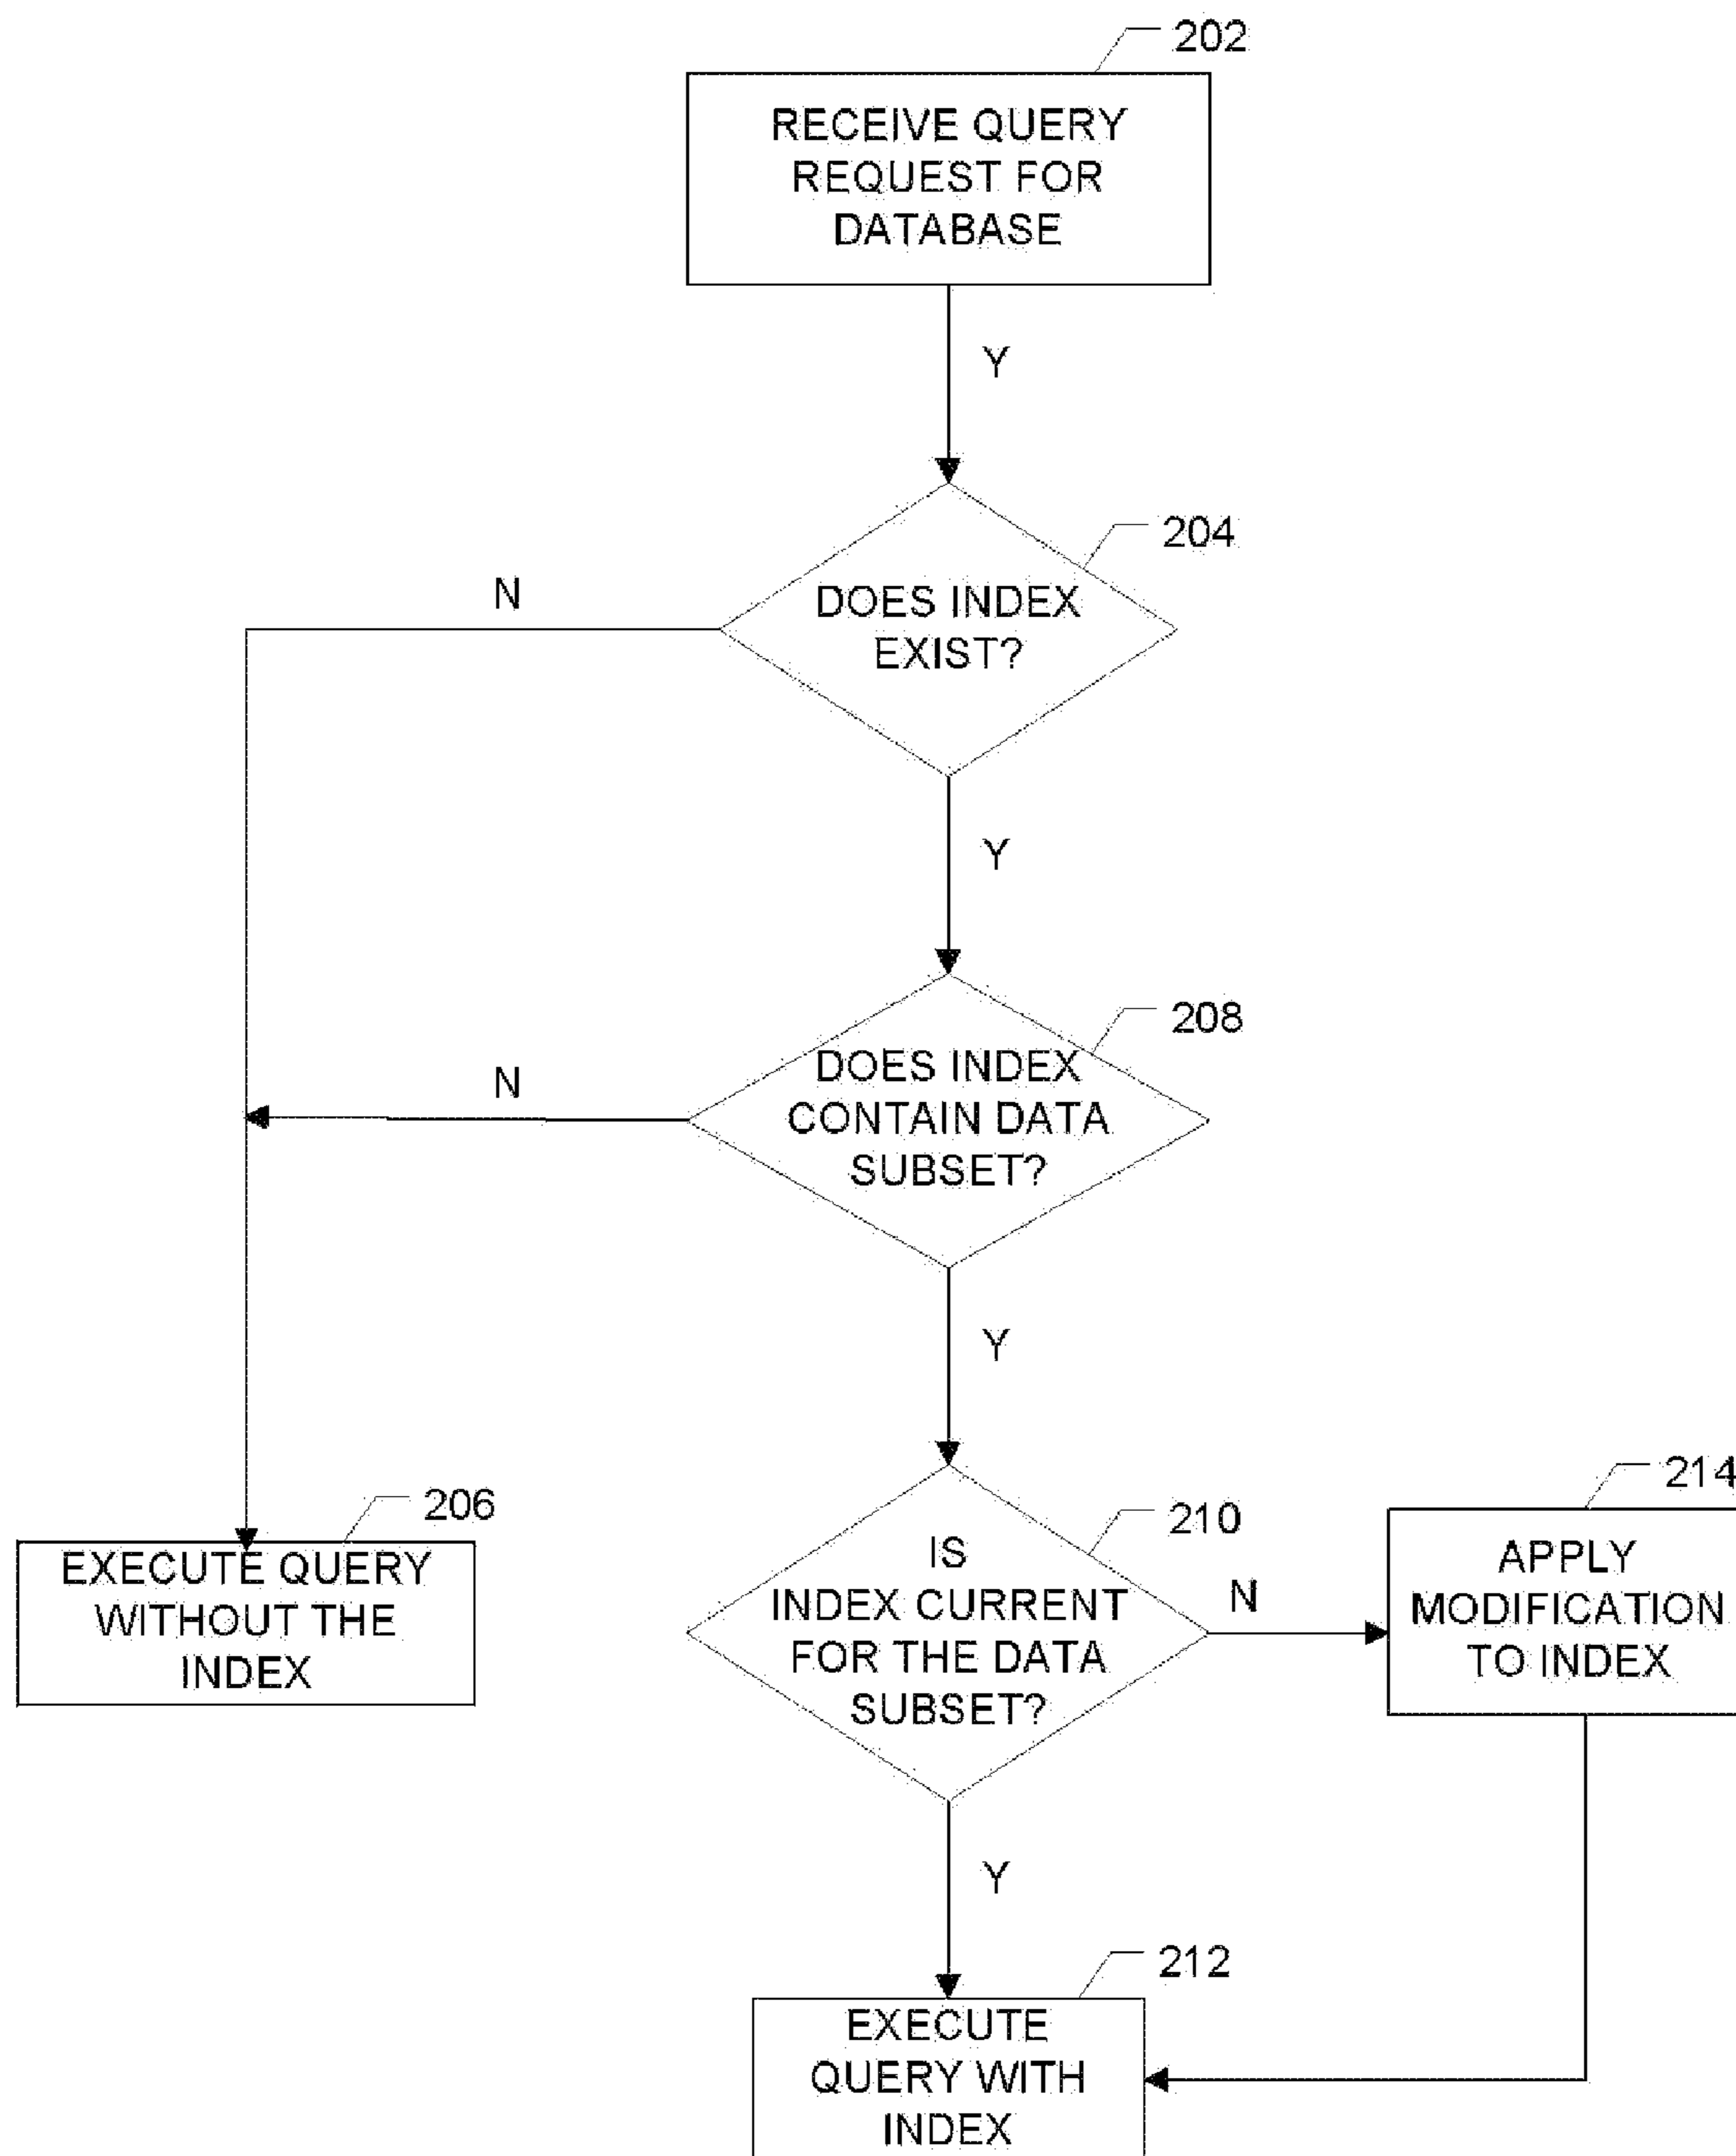 202
RECEIVE QUERY
REQUEST FOR
DATABASE
Y
204
DOES INDEX
EXIST?
N
Y
208
DOES INDEX
CONTAIN DATA
SUBSET?
N
Y
206
EXECUTE QUERY
WITHOUT THE
INDEX
210
IS
INDEX CURRENT
FOR THE DATA
SUBSET?
N
214
APPLY
MODIFICATION
TO INDEX
Y
212
EXECUTE
QUERY WITH
INDEX